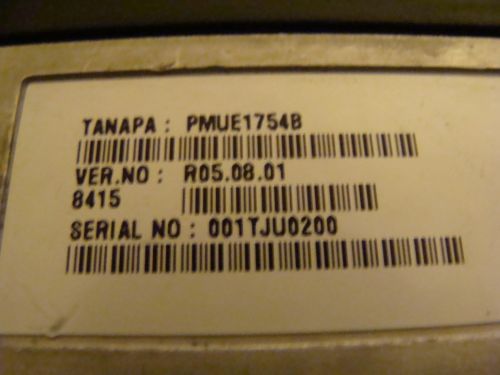 TANAPA : PMUE1754B
VER.NO : R05.08.01
8415
SERIAL NO : 001TJU0200